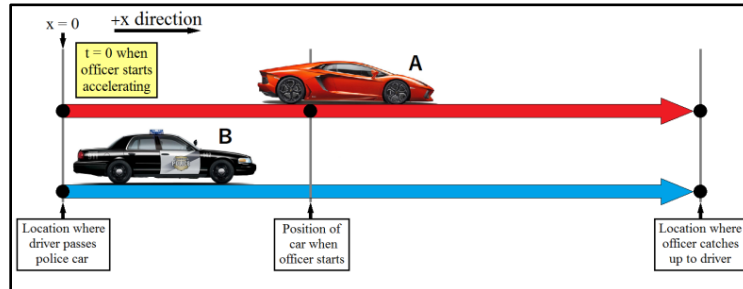 x = 0
+x direction
t = 0 when
officer starts
accelerating
A
B
Location where
driver passes
police car
Position of
car when
officer starts
Location where
officer catches
up to driver